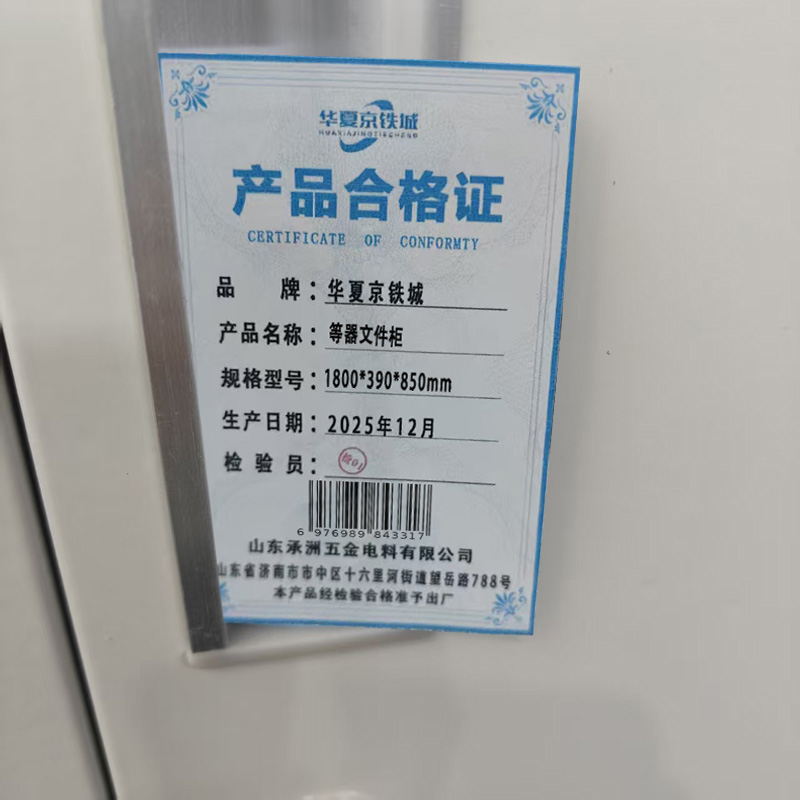 华夏京铁城
HUAXIAJINGTIECHENG
产品合格证
CERTIFICATE OF CONFORMTY
品 牌：华夏京铁城
产品名称：等器文件柜
规格型号：1800*390*850mm
生产日期：2025年12月
检 验 员：检01
6 976989 843317
山东承洲五金电料有限公司
山东省济南市市中区十六里河街道望岳路788号
本产品经检验合格准予出厂